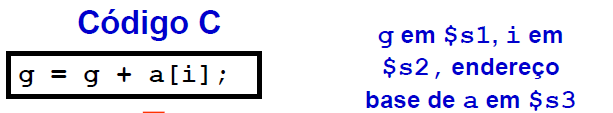 Código C
g = g + a[i];
g em $s1, i em
$s2, endereço
base de a em $s3